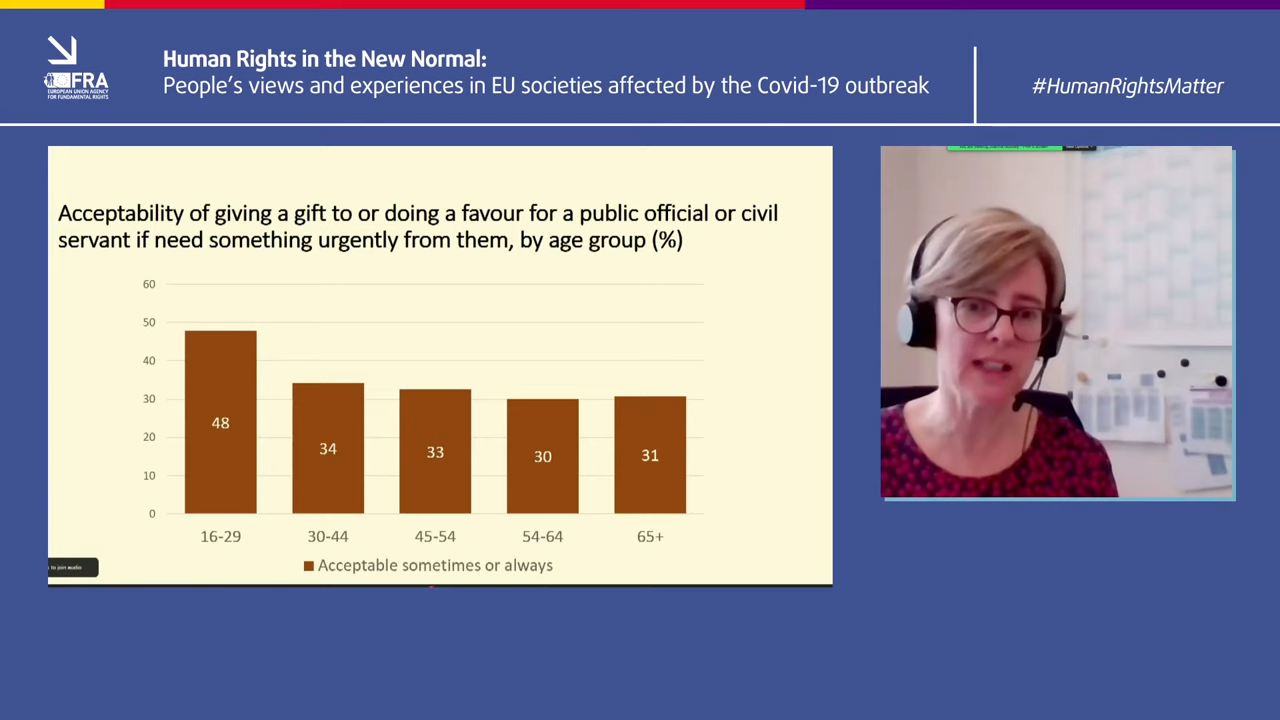 Human Rights in the New Normal:
People's views and experiences in EU societies affected by the Covid-19 outbreak
#HumanRightsMatter
FRA
EUROPEAN UNION AGENCY
FOR FUNDAMENTAL RIGHTS
Acceptability of giving a gift to or doing a favour for a public official or civil
servant if need something urgently from them, by age group (%)
60
50
40
30
20
10
0
48
34
33
30
31
16-29
30-44
45-54
54-64
65+
Acceptable sometimes or always
to join audio